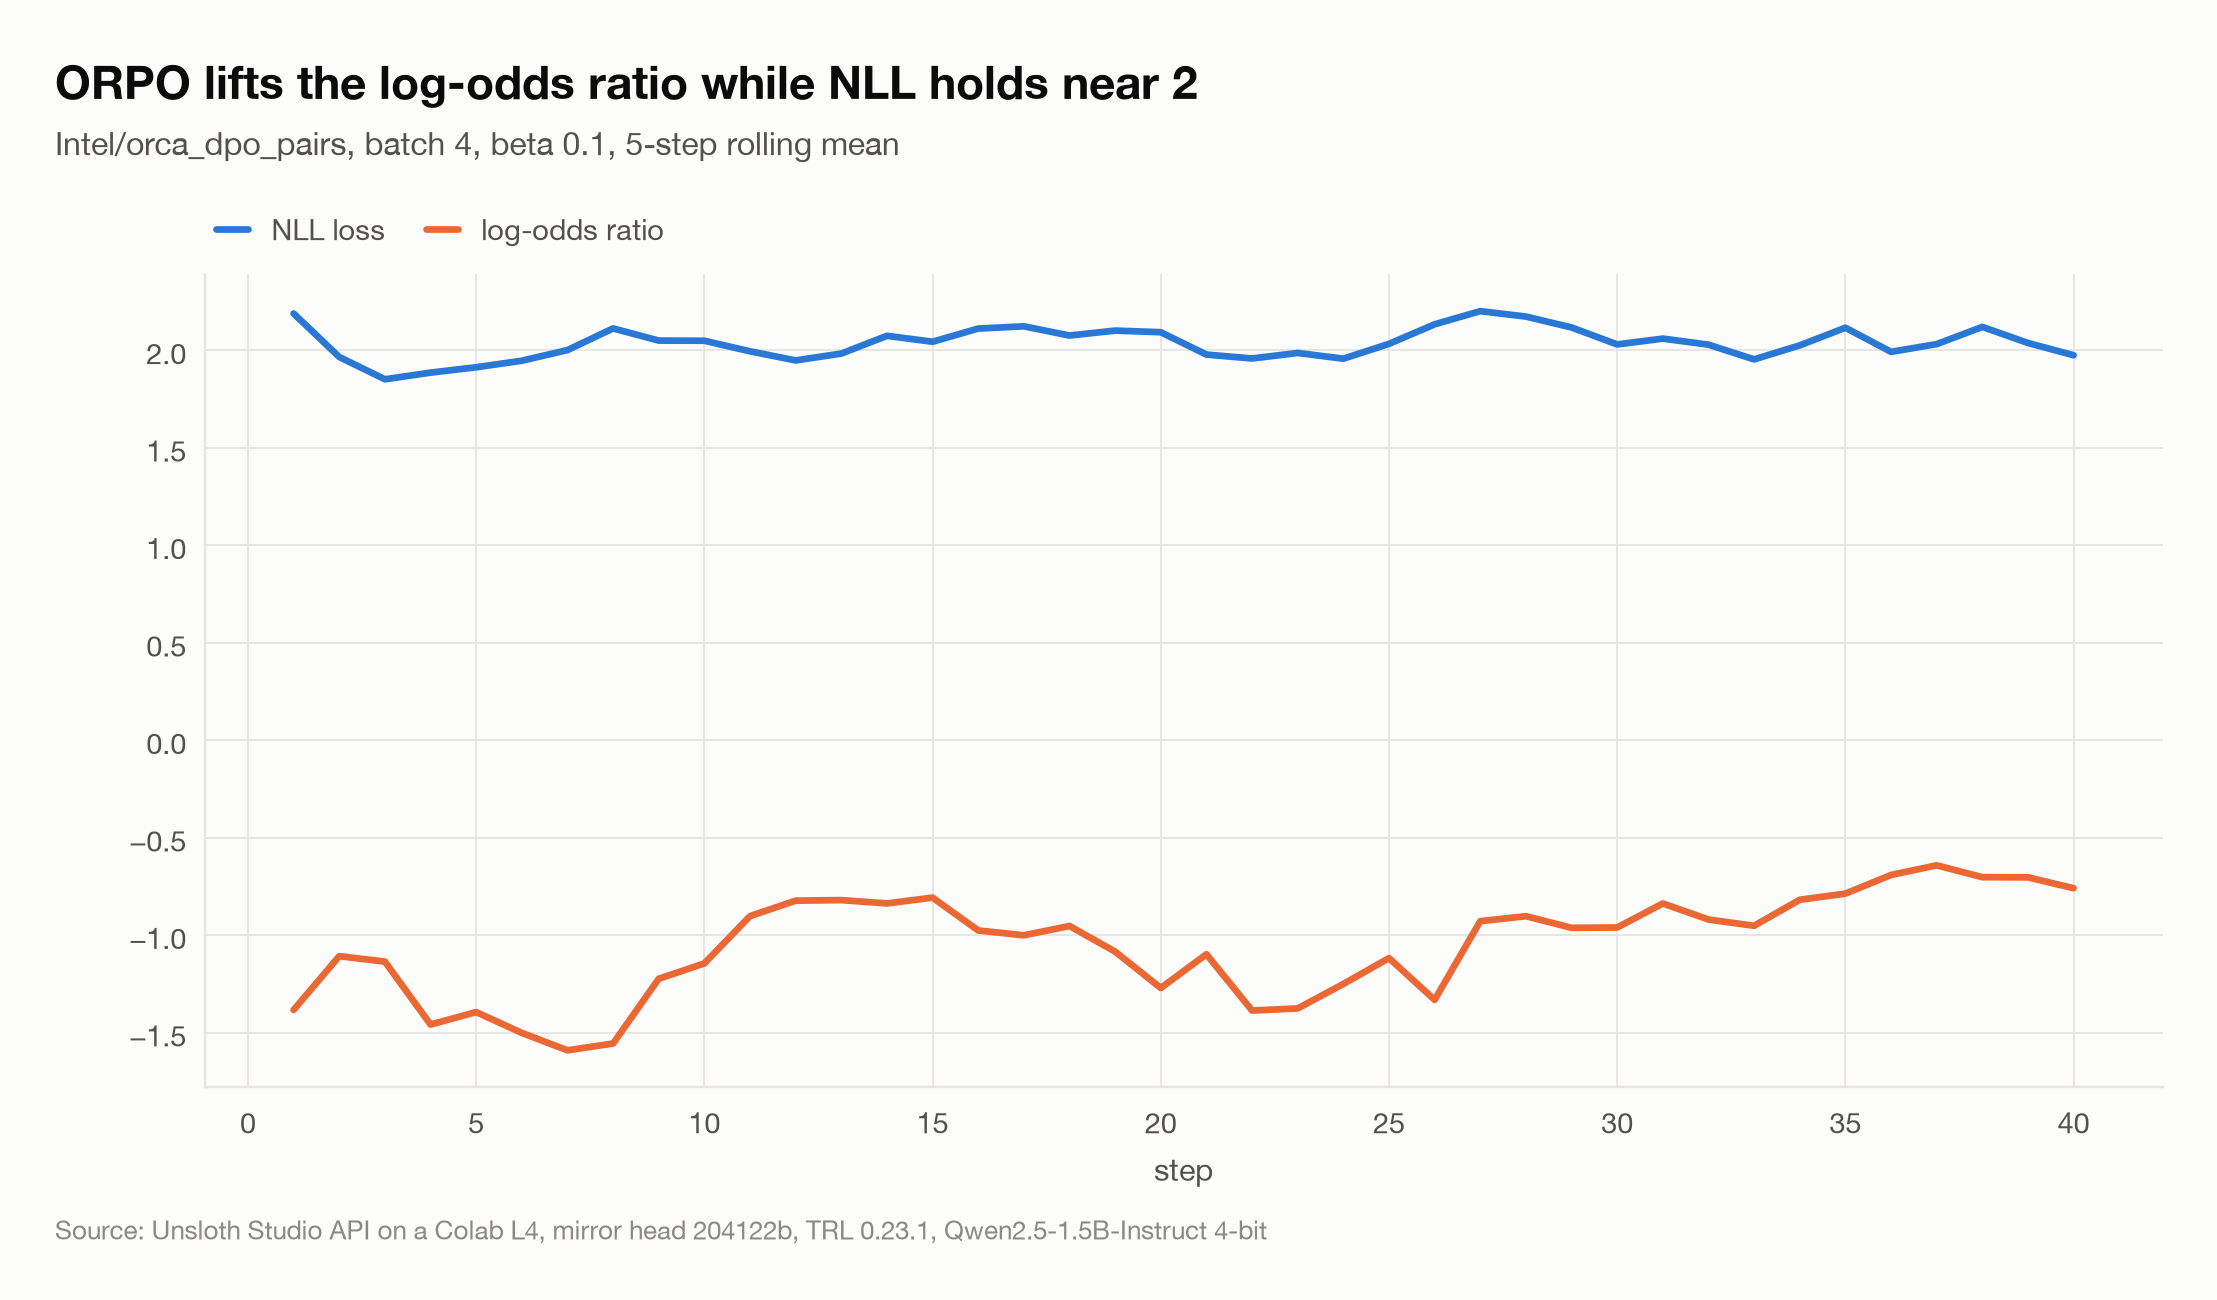 ORPO lifts the log-odds ratio while NLL holds near 2
Intel/orca_dpo_pairs, batch 4, beta 0.1, 5-step rolling mean
NLL loss log-odds ratio
2.0
1.5
1.0
0.5
0.0
−0.5
−1.0
−1.5
0 5 10 15 20 25 30 35 40
step
Source: Unsloth Studio API on a Colab L4, mirror head 204122b, TRL 0.23.1, Qwen2.5-1.5B-Instruct 4-bit